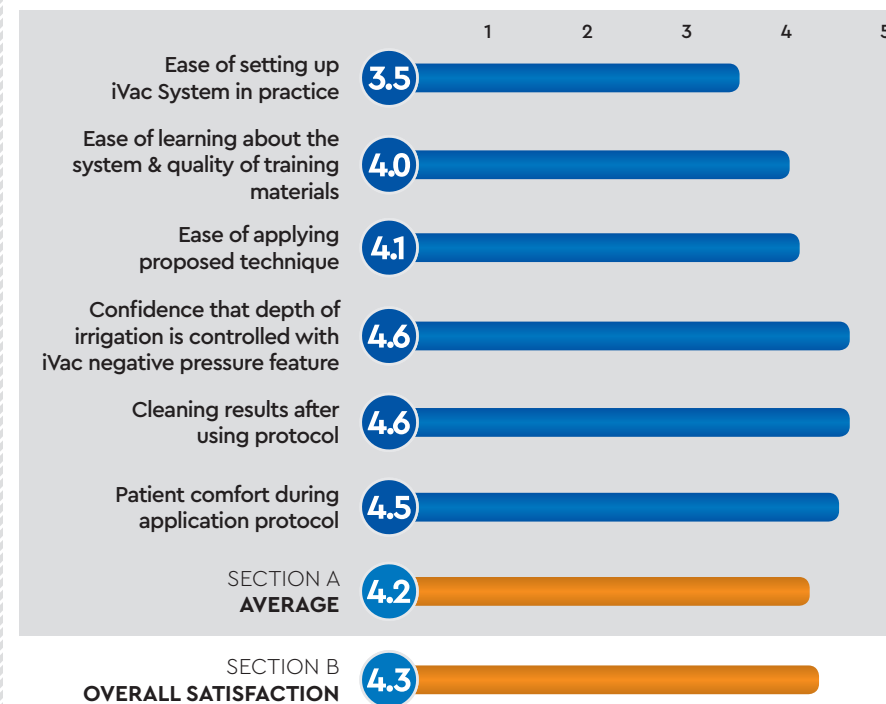 1 2 3 4 5
Ease of setting up
iVac System in practice
3.5
Ease of learning about the
system & quality of training
materials
4.0
Ease of applying
proposed technique
4.1
Confidence that depth of
irrigation is controlled with
iVac negative pressure feature
4.6
Cleaning results after
using protocol
4.6
Patient comfort during
application protocol
4.5
SECTION A
AVERAGE
4.2
SECTION B
OVERALL SATISFACTION
4.3